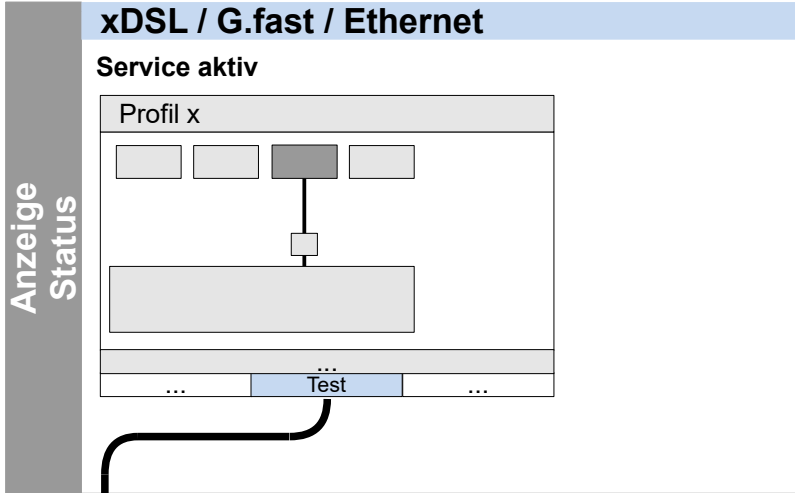 xDSL / G.fast / Ethernet
Anzeige
Status
Service aktiv
Profil x
...
...
Test
...